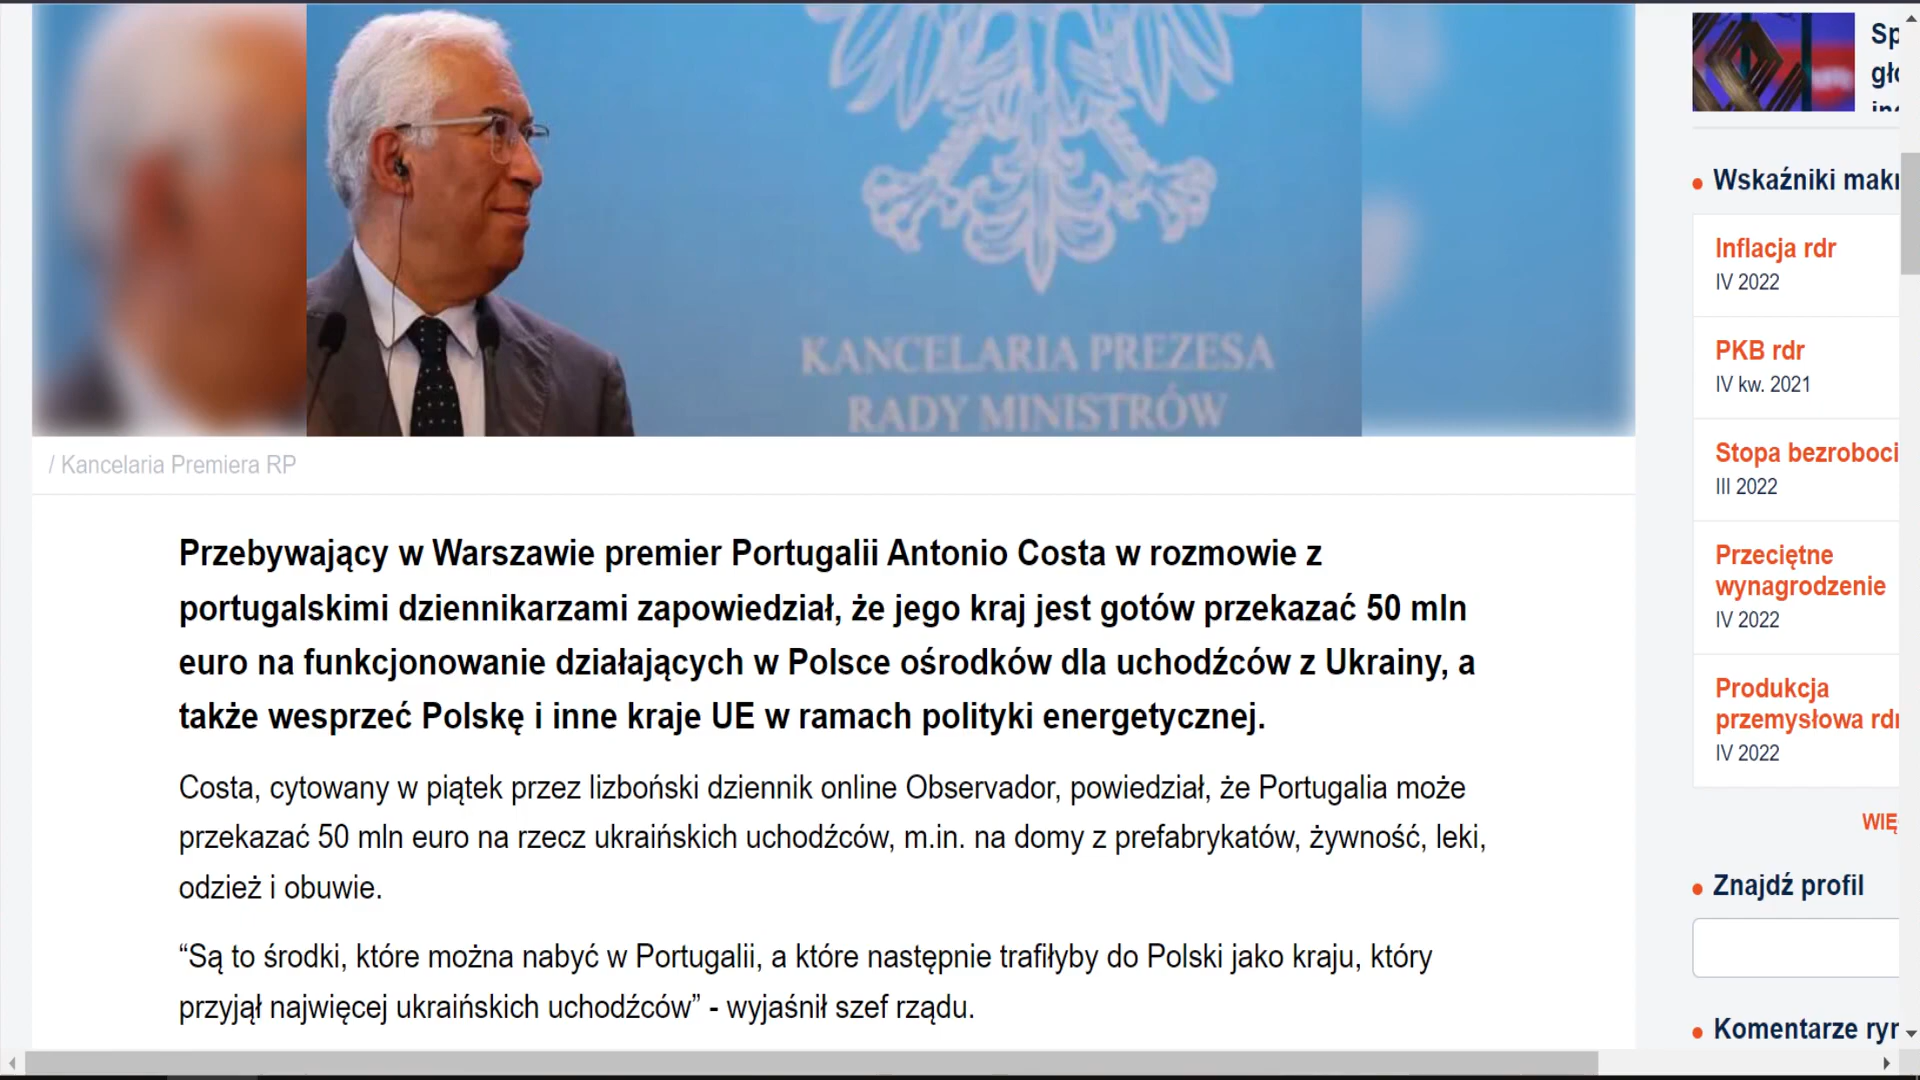 KANCELARIA PREZESA
RADY MINISTRÓW
/ Kancelaria Premiera RP
Przebywający w Warszawie premier Portugalii Antonio Costa w rozmowie z
portugalskimi dziennikarzami zapowiedział, że jego kraj jest gotów przekazać 50 mln
euro na funkcjonowanie działających w Polsce ośrodków dla uchodźców z Ukrainy, a
także wesprzeć Polskę i inne kraje UE w ramach polityki energetycznej.
Costa, cytowany w piątek przez lizboński dziennik online Observador, powiedział, że Portugalia może
przekazać 50 mln euro na rzecz ukraińskich uchodźców, m.in. na domy z prefabrykatów, żywność, leki,
odzież i obuwie.
“Są to środki, które można nabyć w Portugalii, a które następnie trafiłyby do Polski jako kraju, który
przyjął najwięcej ukraińskich uchodźców” - wyjaśnił szef rządu.
Sp
gło
Wskaźniki makr
Inflacja rdr
IV 2022
PKB rdr
IV kw. 2021
Stopa bezroboci
III 2022
Przeciętne
wynagrodzenie
IV 2022
Produkcja
przemysłowa rdr
IV 2022
WIĘ
Znajdź profil
Komentarze ryn